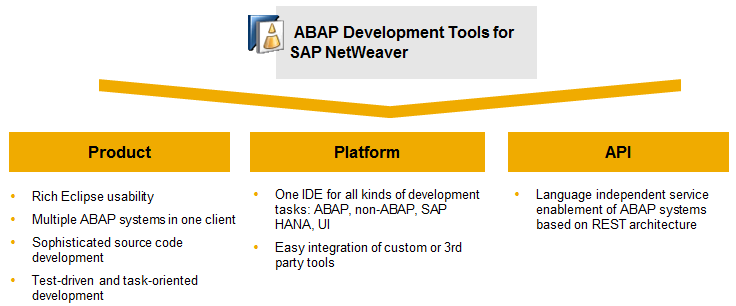 ABAP Development Tools for
SAP NetWeaver
Product
• Rich Eclipse usability
• Multiple ABAP systems in one client
• Sophisticated source code
development
• Test-driven and task-oriented
development
Platform
• One IDE for all kinds of development
tasks: ABAP, non-ABAP, SAP
HANA, UI
• Easy integration of custom or 3rd
party tools
API
• Language independent service
enablement of ABAP systems
based on REST architecture